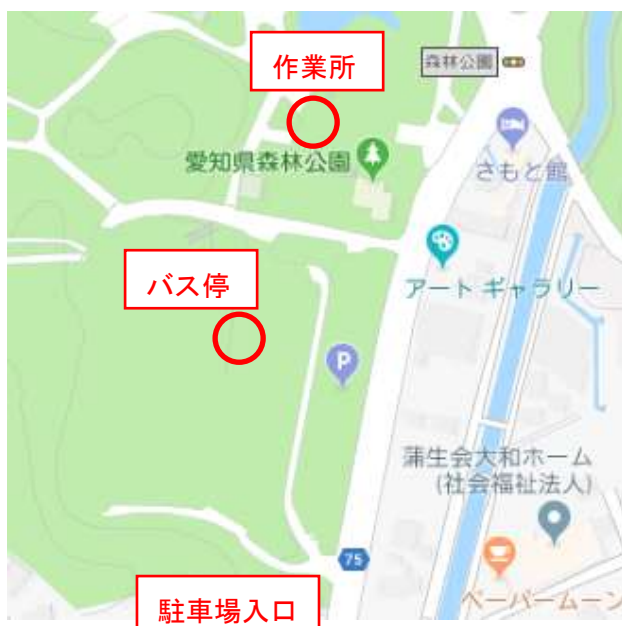 作業所
森林公園
愛知県森林公園
さもと館
バス停
アート ギャラリー
P
蒲生会大和ホーム
(社会福祉法人)
75
ペーパームーン
駐車場入口